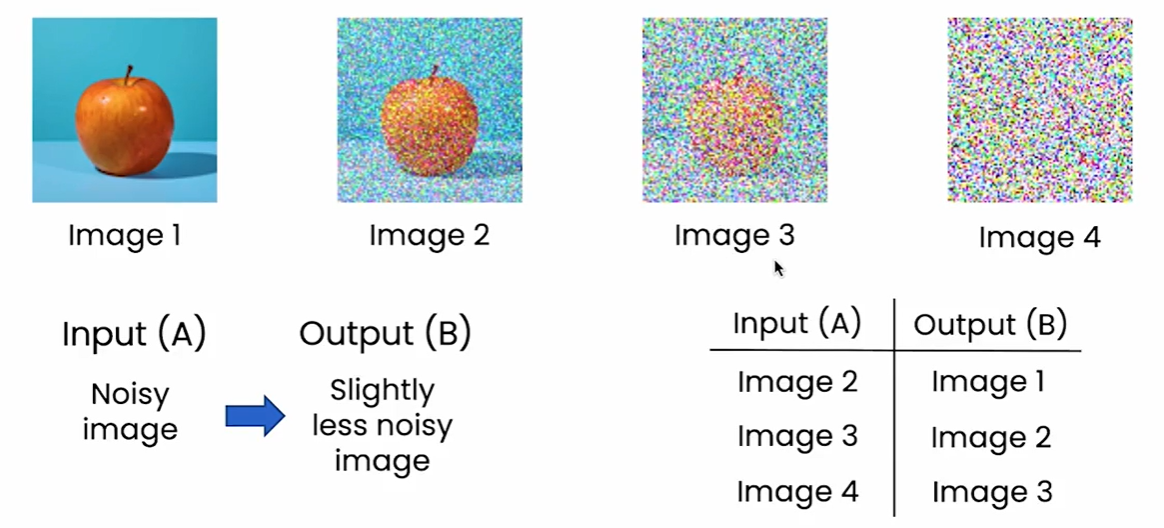 Image 1
Image 2
Image 3
Image 4
Input (A)
Output (B)
Noisy
image
Slightly
less noisy
image
Input (A) Output (B)
Image 2 Image 1
Image 3 Image 2
Image 4 Image 3